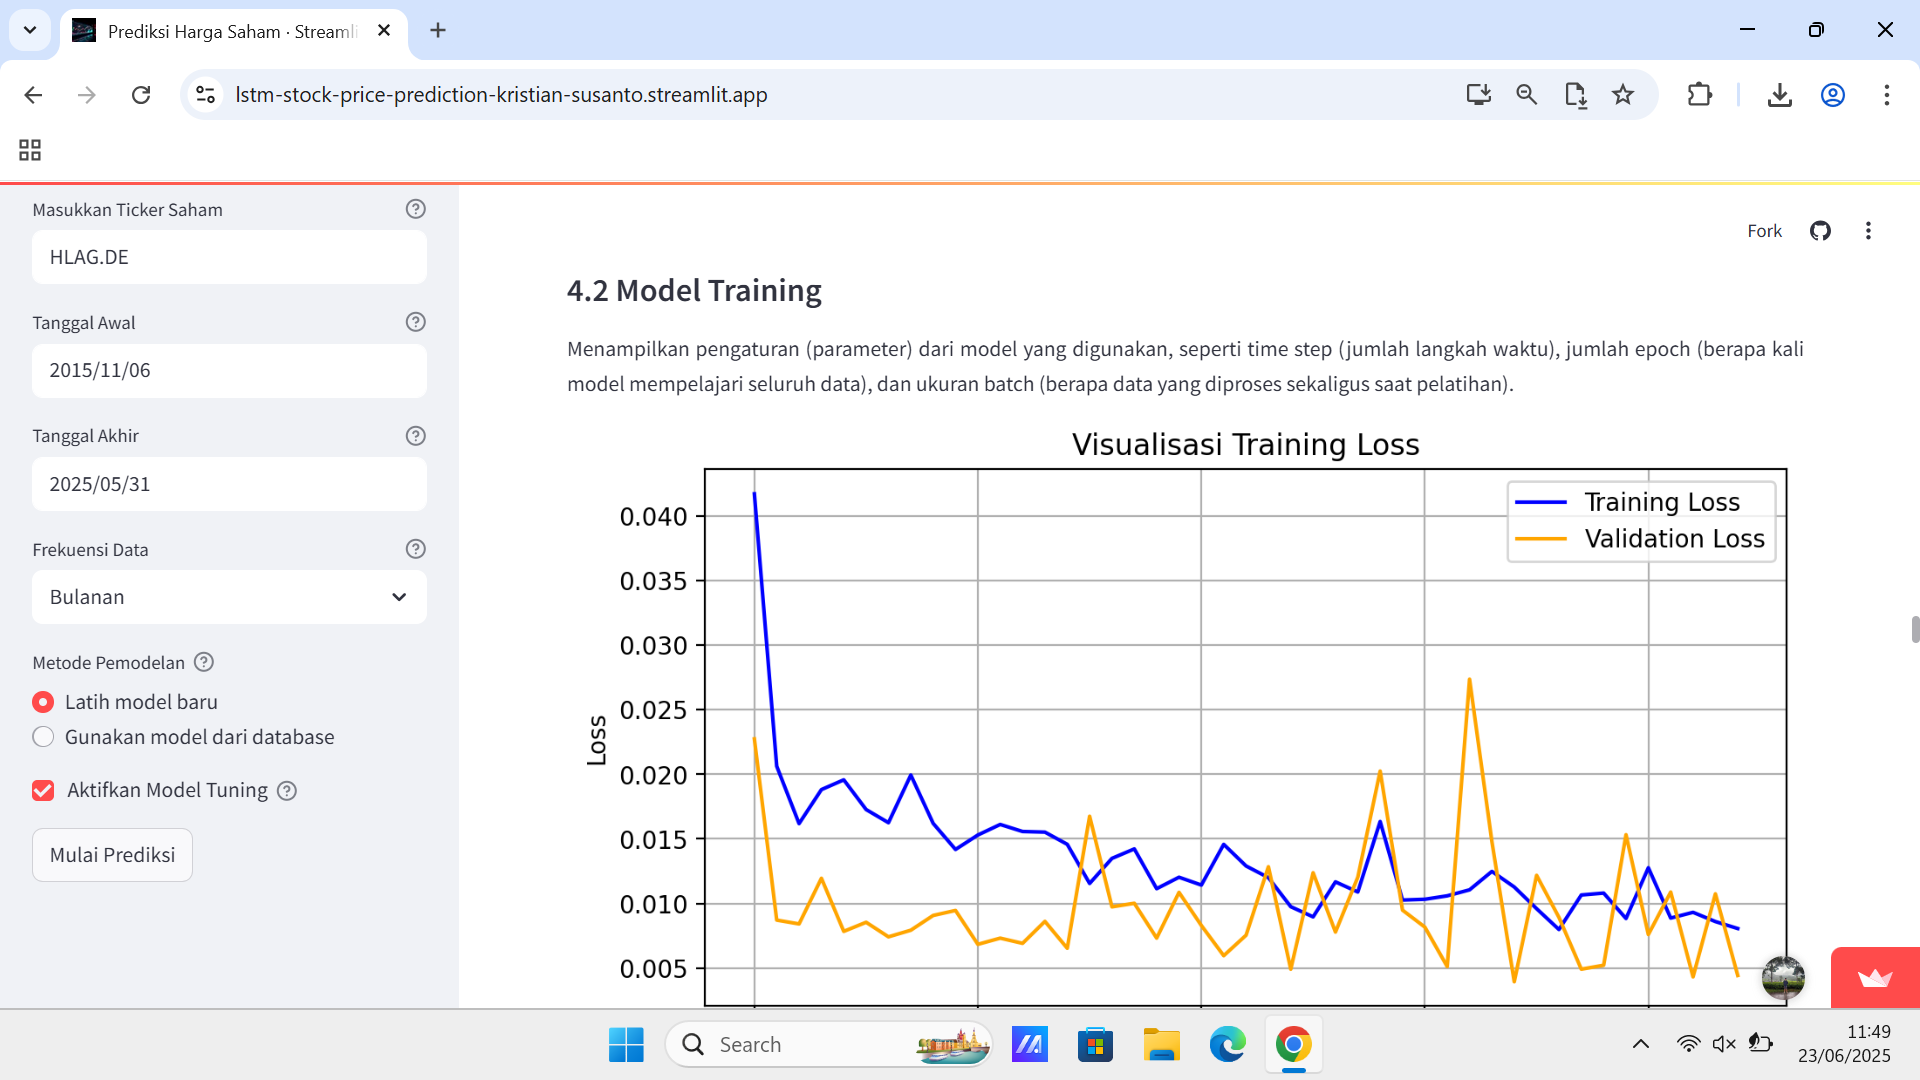 Prediksi Harga Saham · Streamli
lstm-stock-price-prediction-kristian-susanto.streamlit.app
Masukkan Ticker Saham
HLAG.DE
Tanggal Awal
2015/11/06
Tanggal Akhir
2025/05/31
Frekuensi Data
Bulanan
Metode Pemodelan
Latih model baru
Gunakan model dari database
Aktifkan Model Tuning
Mulai Prediksi
Fork
4.2 Model Training
Menampilkan pengaturan (parameter) dari model yang digunakan, seperti time step (jumlah langkah waktu), jumlah epoch (berapa kali
model mempelajari seluruh data), dan ukuran batch (berapa data yang diproses sekaligus saat pelatihan).
Visualisasi Training Loss
Training Loss
Validation Loss
0.040
0.035
0.030
0.025
0.020
0.015
0.010
0.005
Loss
Search
11:49
23/06/2025